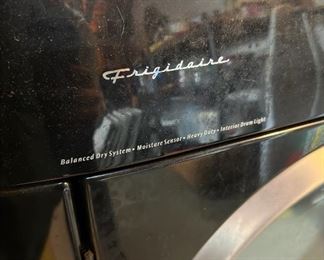 Frigidaire
Balanced Dry System • Moisture Sensor • Heavy Duty • Interior Drum Light